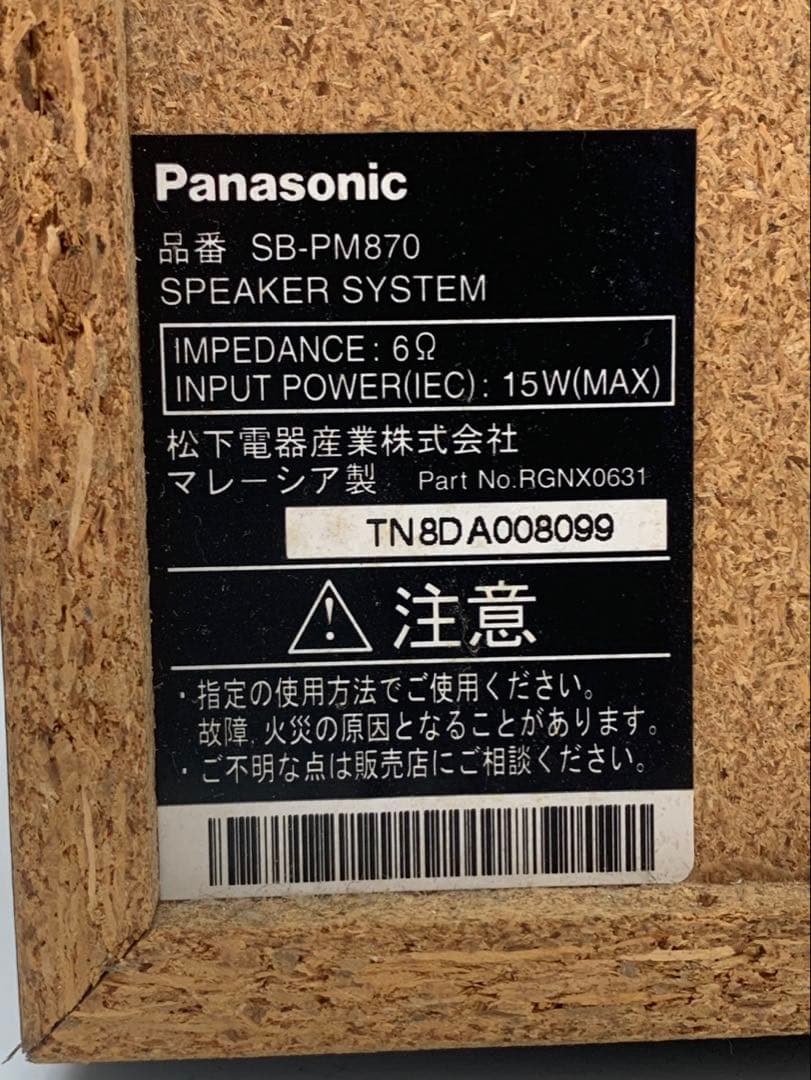 Panasonic
品番 SB-PM870
SPEAKER SYSTEM
IMPEDANCE : 6Ω
INPUT POWER(IEC) : 15W(MAX)
松下電器産業株式会社
マレーシア製 Part No.RGNX0631
TN8DA008099
注意
・指定の使用方法でご使用ください。
故障、火災の原因となることがあります。
・ご不明な点は販売店にご相談ください。